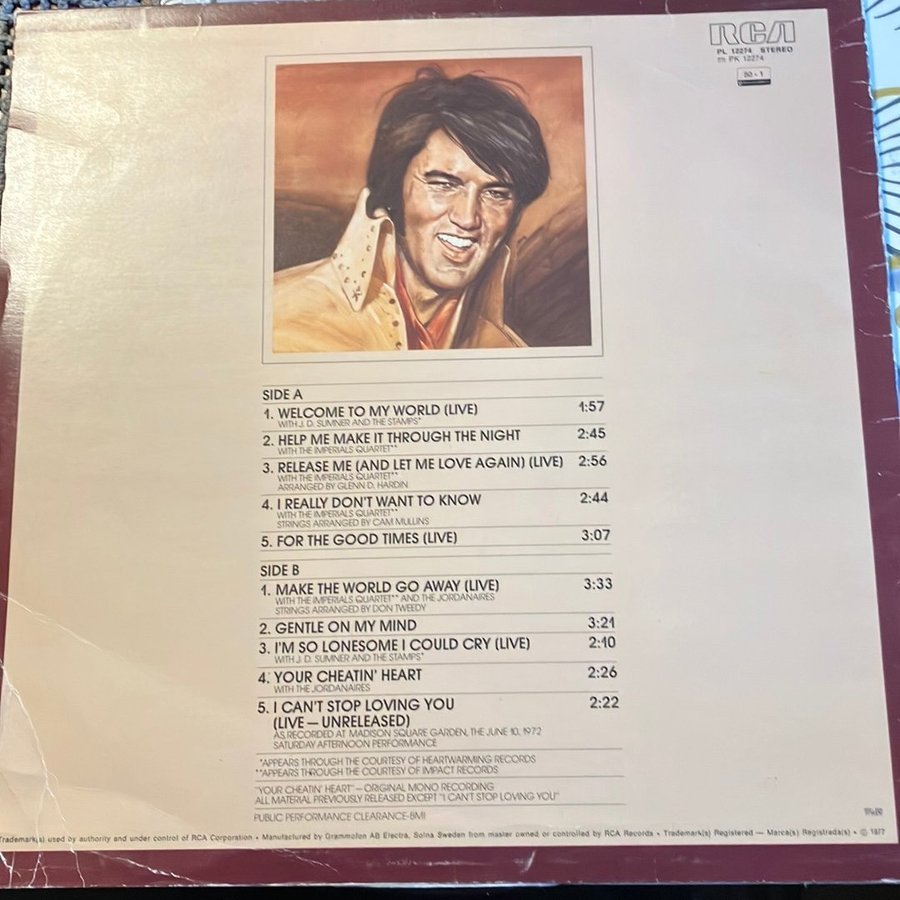 RCA
PL 12274 STEREO
PK 12274
50 - 1
SIDE A
1. WELCOME TO MY WORLD (LIVE) 1:57
WITH J. D. SUMNER AND THE STAMPS*
2. HELP ME MAKE IT THROUGH THE NIGHT 2:45
WITH THE IMPERIALS QUARTET**
3. RELEASE ME (AND LET ME LOVE AGAIN) (LIVE) 2:56
WITH THE IMPERIALS QUARTET**
ARRANGED BY GLENN D. HARDIN
4. I REALLY DON'T WANT TO KNOW 2:44
WITH THE IMPERIALS QUARTET**
STRINGS ARRANGED BY CAM MULLINS
5. FOR THE GOOD TIMES (LIVE) 3:07
SIDE B
1. MAKE THE WORLD GO AWAY (LIVE) 3:33
WITH THE IMPERIALS QUARTET** AND THE JORDANAIRES
STRINGS ARRANGED BY DON TWEEDY
2. GENTLE ON MY MIND 3:21
3. I'M SO LONESOME I COULD CRY (LIVE) 2:10
WITH J. D. SUMNER AND THE STAMPS*
4. YOUR CHEATIN' HEART 2:26
WITH THE JORDANAIRES
5. I CAN'T STOP LOVING YOU 2:22
(LIVE — UNRELEASED)
AS RECORDED AT MADISON SQUARE GARDEN, THE JUNE 10, 1972
SATURDAY AFTERNOON PERFORMANCE
*APPEARS THROUGH THE COURTESY OF HEARTWARMING RECORDS
**APPEARS THROUGH THE COURTESY OF IMPACT RECORDS
"YOUR CHEATIN' HEART" — ORIGINAL MONO RECORDING
ALL MATERIAL PREVIOUSLY RELEASED EXCEPT "I CAN'T STOP LOVING YOU"
PUBLIC PERFORMANCE CLEARANCE-BMI
Trademark(s) used by authority and under control of RCA Corporation • Manufactured by Grammofon AB Electra, Solna Sweden from master owned or controlled by RCA Records • Trademark(s) Registered — Marca(s) Registrada(s) • Ⓟ 1977